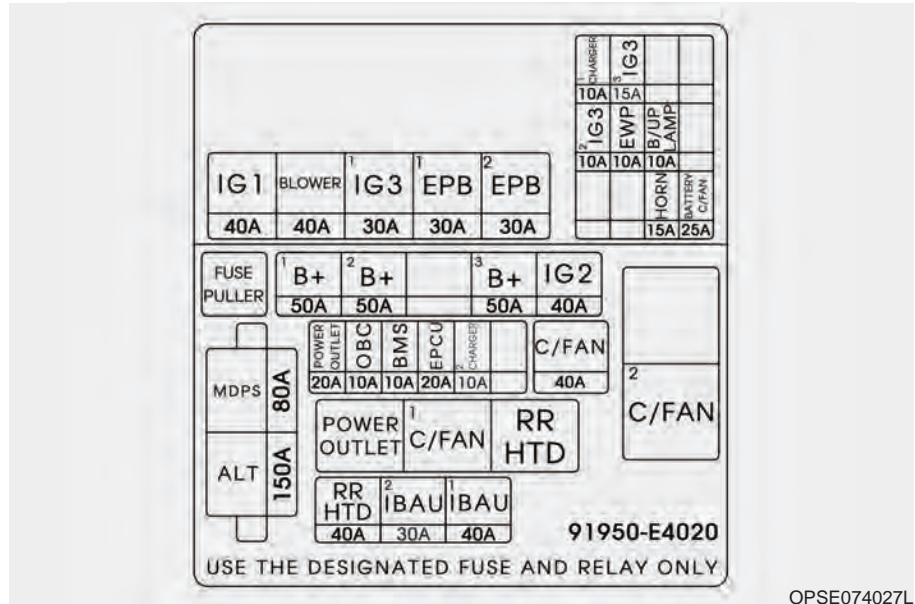 1 CHARGER 3 IG3
10A 15A
2 IG3 EWP B/UP LAMP
10A 10A 10A
HORN BATTERY C/FAN
15A 25A
IG1 BLOWER 1 IG3 1 EPB 2 EPB
40A 40A 30A 30A 30A
FUSE PULLER
1 B+ 2 B+ 3 B+ IG2
50A 50A 50A 40A
POWER OUTLET OBC BMS EPCU 2 CHARGER C/FAN
20A 10A 10A 20A 10A 40A
MDPS 80A
2 C/FAN
POWER OUTLET 1 C/FAN RR HTD
ALT 150A
RR HTD 2 IBAU 1 IBAU
40A 30A 40A
91950-E4020
USE THE DESIGNATED FUSE AND RELAY ONLY
OPSE074027L